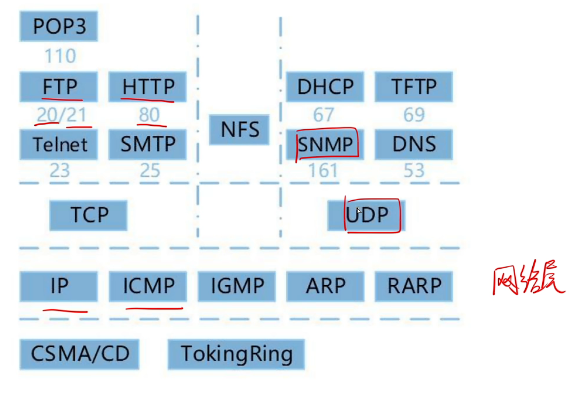 POP3
110
FTP HTTP DHCP TFTP
20/21 80 67 69
NFS
Telnet SMTP SNMP DNS
23 25 161 53
TCP UDP
IP ICMP IGMP ARP RARP
网络层
CSMA/CD TokingRing